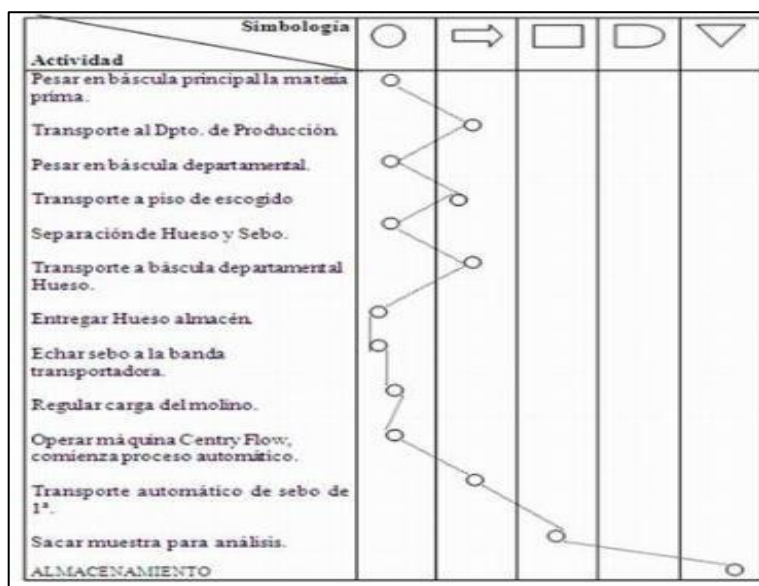 Simbología
Actividad
Pesar en báscula principal la materia
prima.
Transporte al Dpto. de Producción.
Pesar en báscula departamental.
Transporte a piso de escogido
Separación de Hueso y Sebo.
Transporte a báscula departamental
Hueso.
Entregar Hueso almacén.
Echar sebo a la banda
transportadora.
Regular carga del molino.
Operar máquina Centry Flow,
comienza proceso automático.
Transporte automático de sebo de
1ª.
Sacar muestra para análisis.
ALMACENAMIENTO